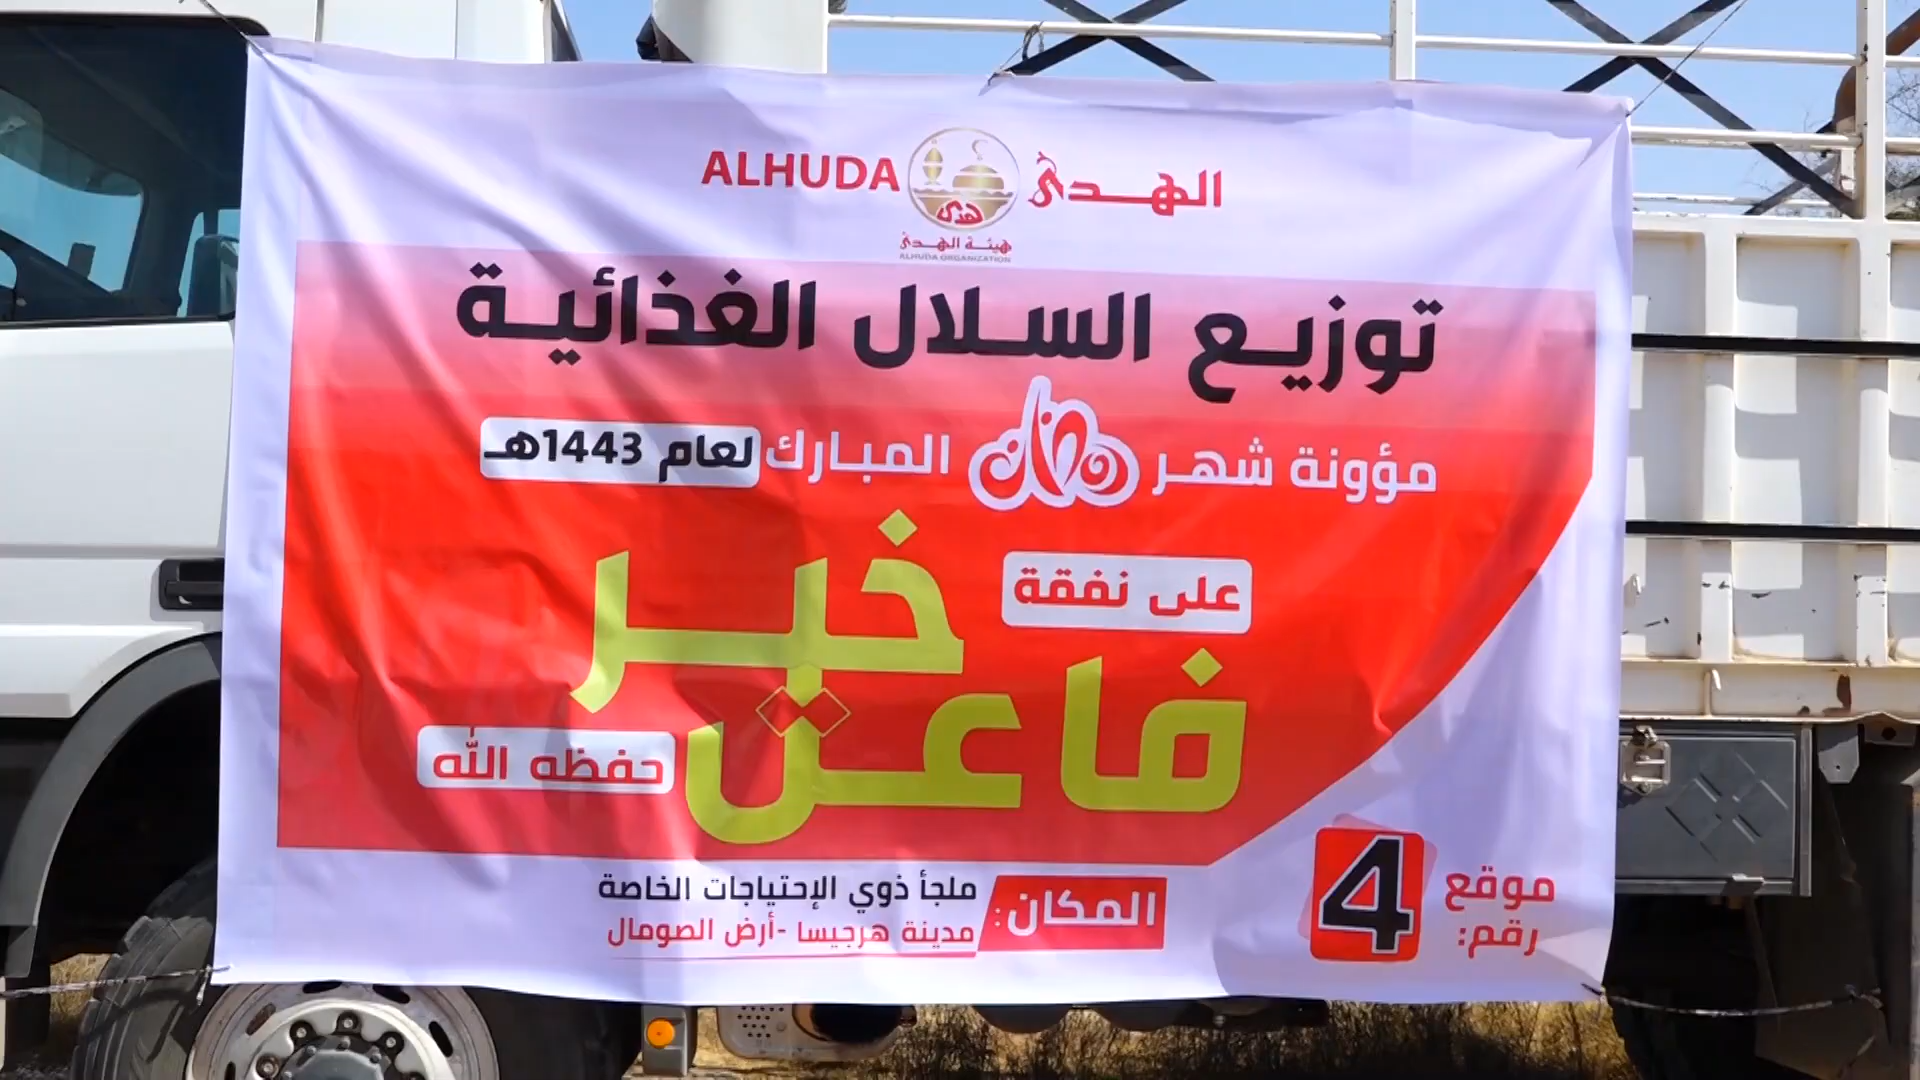 ALHUDA الهدى
هدى
هيئة الهدى
ALHUDA ORGANIZATION
توزيع السلال الغذائية
مؤونة شهر رمضان المبارك لعام 1443هـ
على نفقة
فاعل خير
حفظه الله
المكان: ملجأ ذوي الإحتياجات الخاصة
مدينة هرجيسا -أرض الصومال
موقع رقم: 4